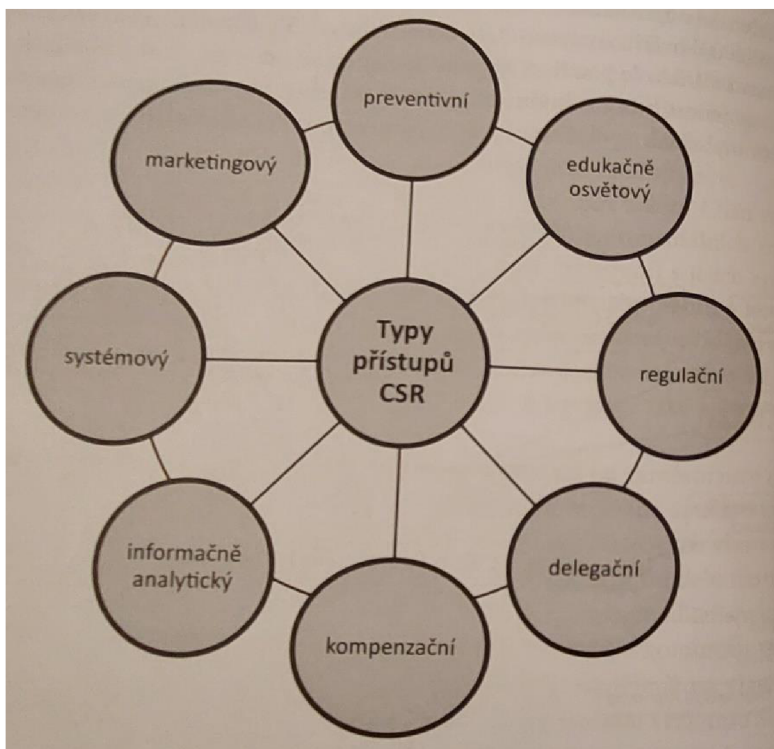 preventivní
edukačně
osvětový
regulační
delegační
kompenzační
informačně
analytický
systémový
marketingový
Typy
přístupů
CSR